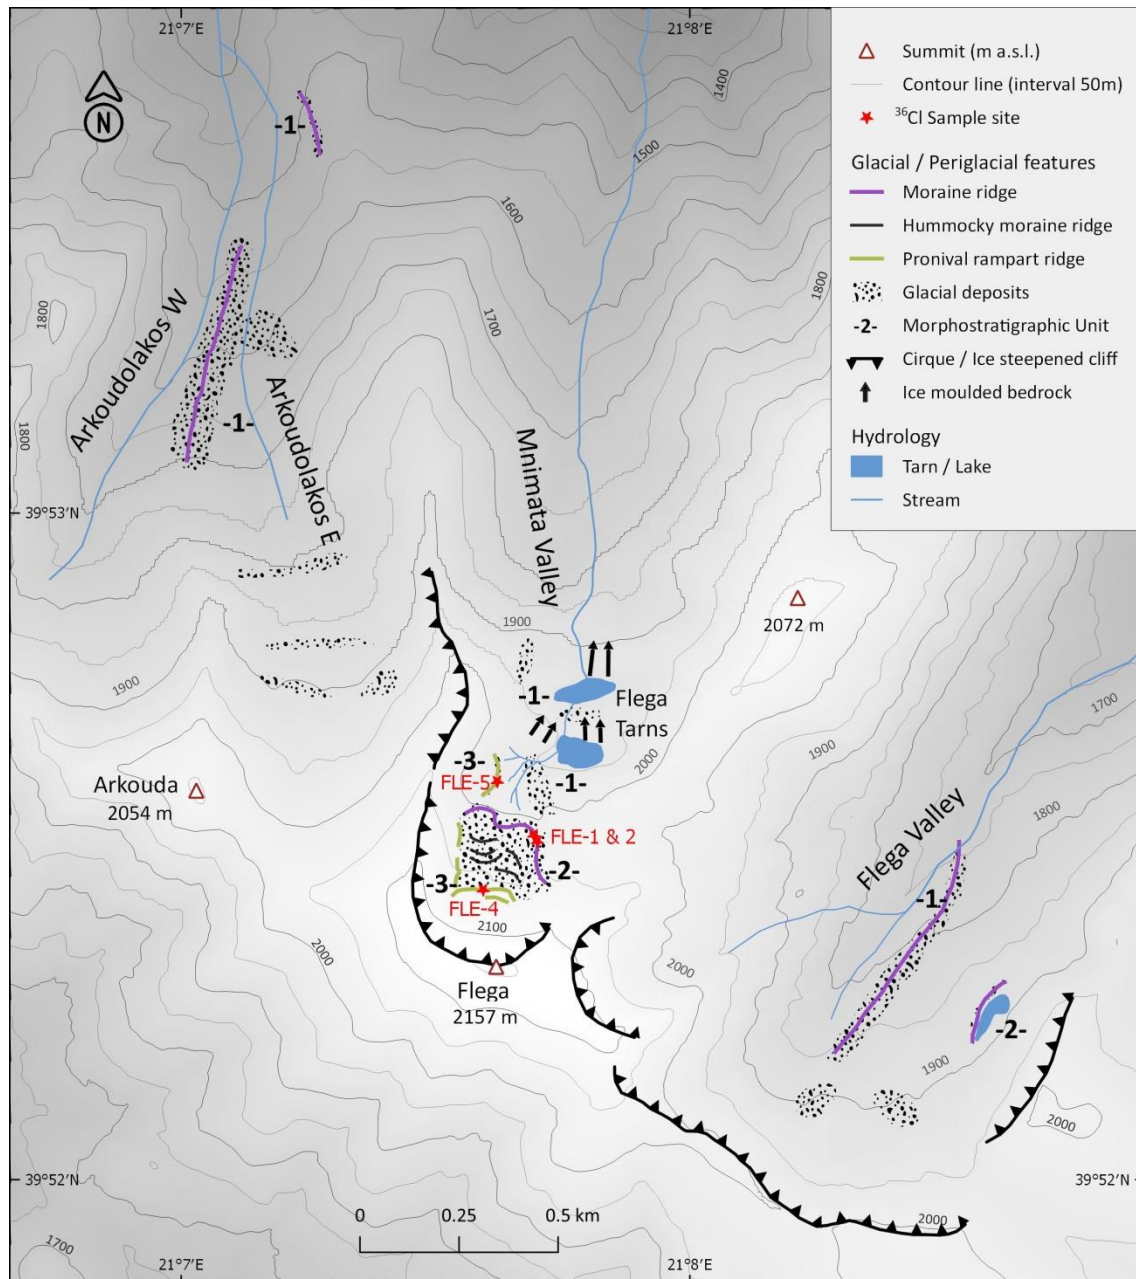 21°7′E
21°8′E
Summit (m a.s.l.)
Contour line (interval 50m)
³⁶Cl Sample site
Glacial / Periglacial features
Moraine ridge
Hummocky moraine ridge
Pronival rampart ridge
Glacial deposits
-2- Morphostratigraphic Unit
Cirque / Ice steepened cliff
Ice moulded bedrock
Hydrology
Tarn / Lake
Stream
N
-1-
1400
1500
1600
1700
1800
1800
1800
Arkoudolakos W
-1-
Arkoudolakos E
Mnimata Valley
39°53′N
1900
1900
2072 m
-1-
Flega
Tarns
2000
1700
1900
1800
-3-
FLE-5
-1-
Arkouda
2054 m
FLE-1 & 2
-2-
-3-
FLE-4
2100
Flega Valley
-1-
2000
2000
Flega
2157 m
-2-
1900
2000
39°52′N
39°52′N
0
0.25
0.5 km
2000
1700
21°7′E
21°8′E